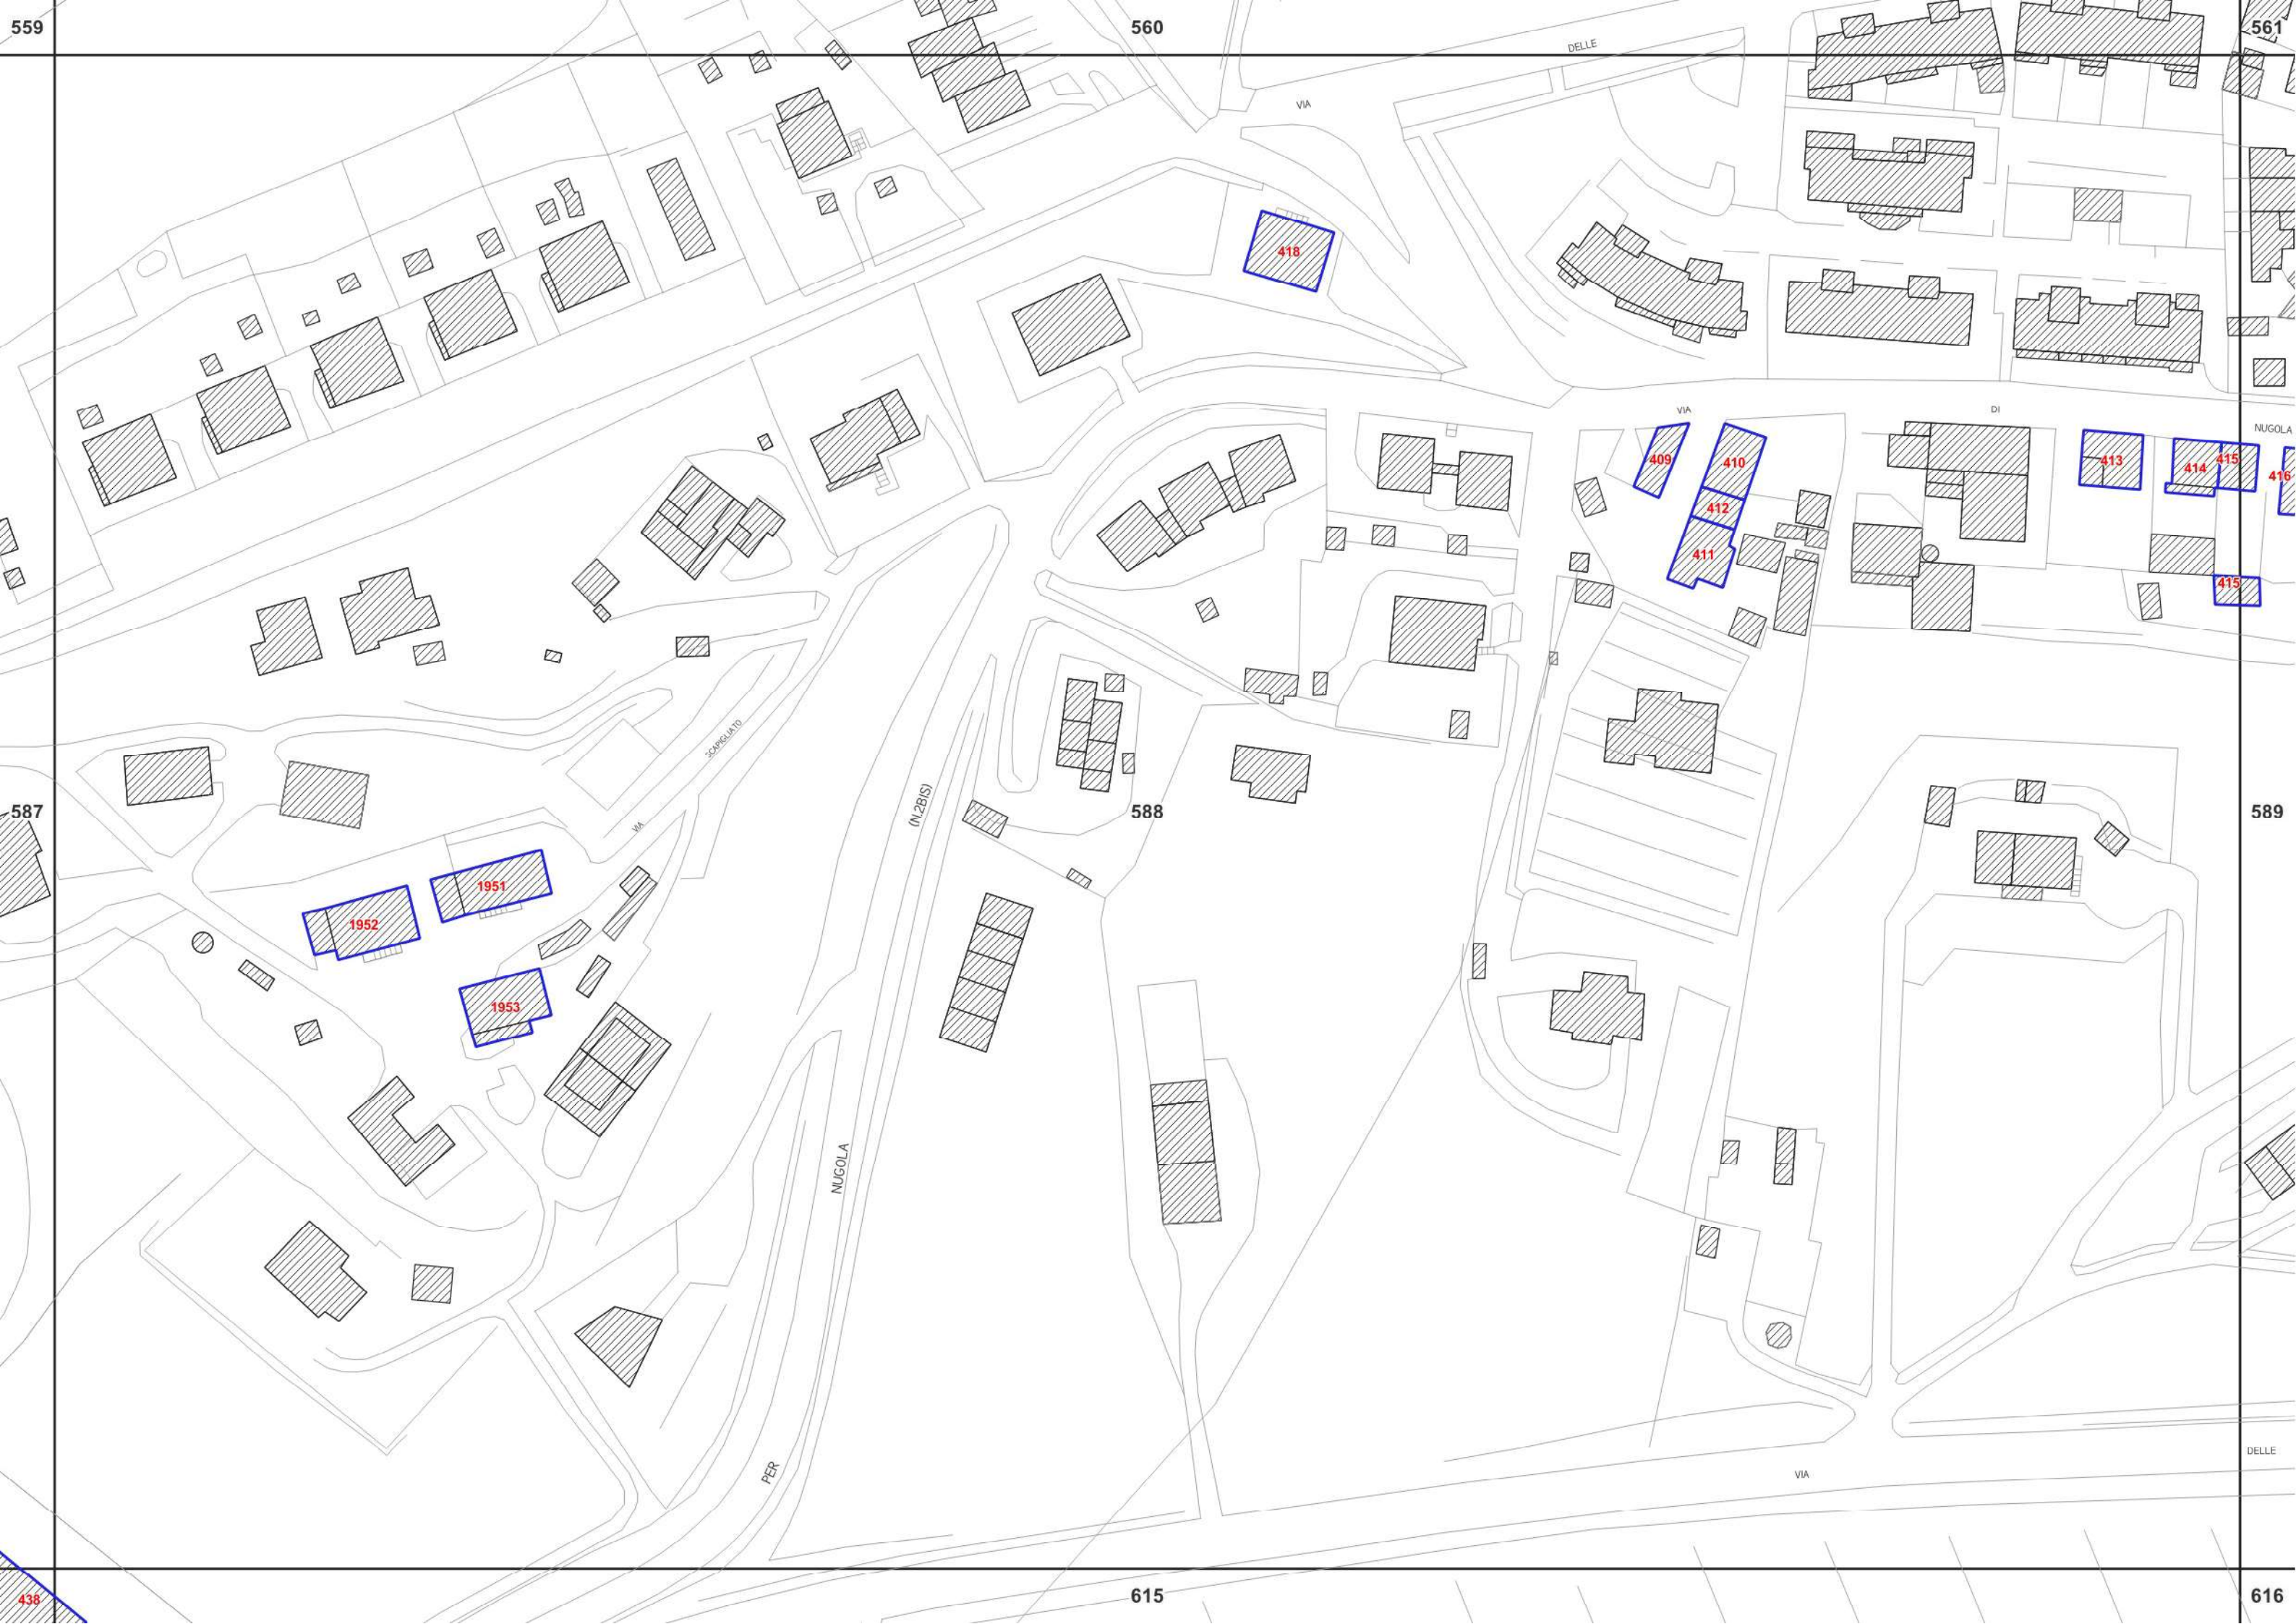 559
560
561
DELLE
VIA
418
VIA
DI
NUGOLA
409
410
413
414
415
416
412
411
415
SCAPIGLIATO
(N.2BIS)
587
588
589
VIA
1951
1952
1953
NUGOLA
DELLE
PER
VIA
438
615
616